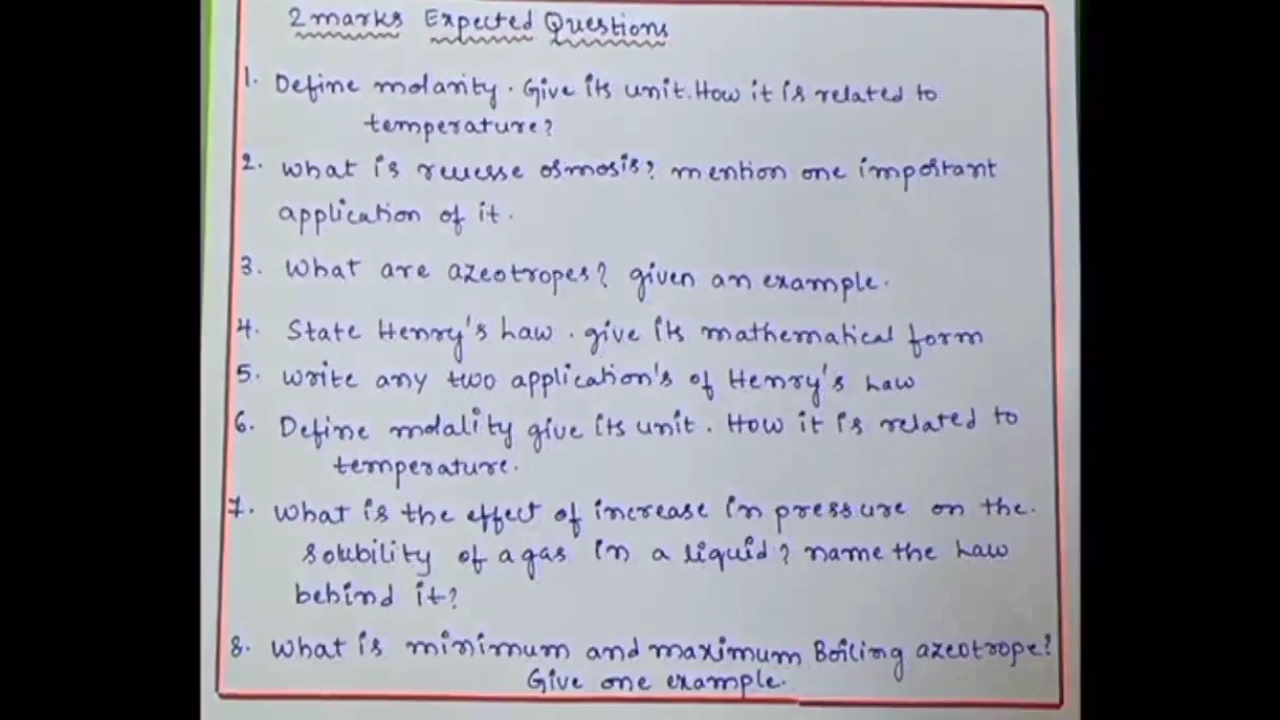 2 marks Expected Questions
1. Define molarity. Give its unit. How it is related to
temperature?
2. What is reverse osmosis? mention one important
application of it.
3. What are azeotropes? given an example.
4. State Henry's Law. give its mathematical form
5. Write any two application's of Henry's Law
6. Define molality give its unit. How it is related to
temperature.
7. What is the effect of increase in pressure on the.
solubility of a gas in a liquid? name the Law
behind it?
8. What is minimum and maximum Boiling azeotrope?
Give one example.